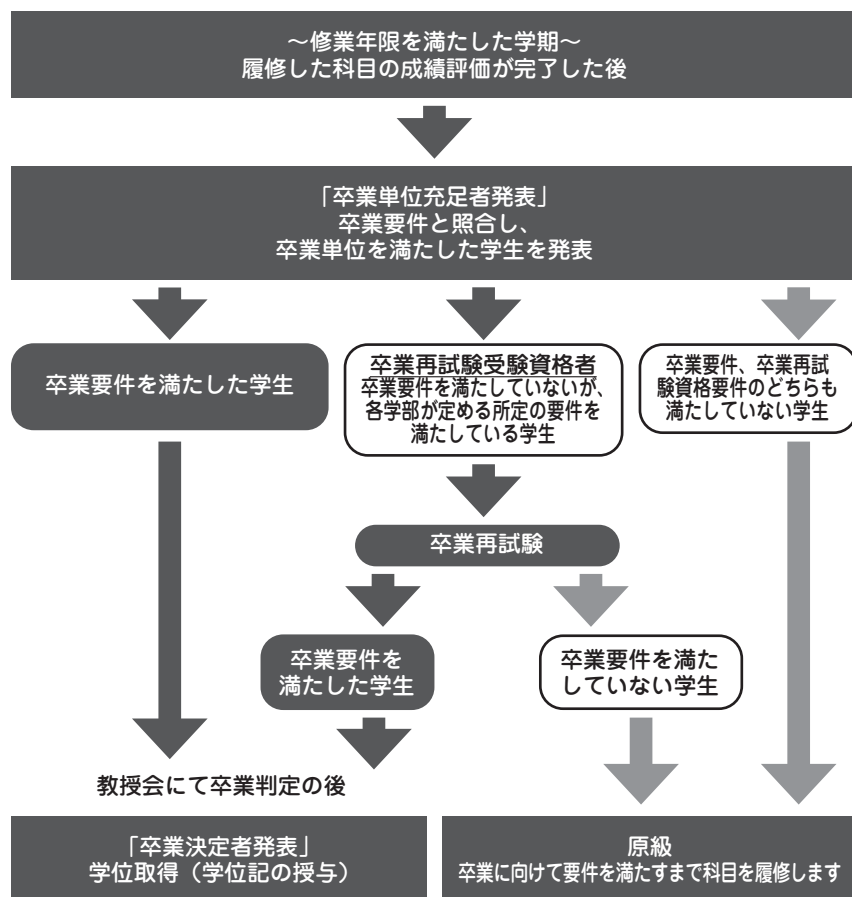 ～修業年限を満たした学期～
履修した科目の成績評価が完了した後
「卒業単位充足者発表」
卒業要件と照合し、
卒業単位を満たした学生を発表
卒業要件を満たした学生
卒業再試験受験資格者
卒業要件を満たしていないが、
各学部が定める所定の要件を
満たしている学生
卒業要件、卒業再試
験資格要件のどちらも
満たしていない学生
卒業再試験
卒業要件を
満たした学生
卒業要件を満た
していない学生
教授会にて卒業判定の後
「卒業決定者発表」
学位取得（学位記の授与）
原級
卒業に向けて要件を満たすまで科目を履修します